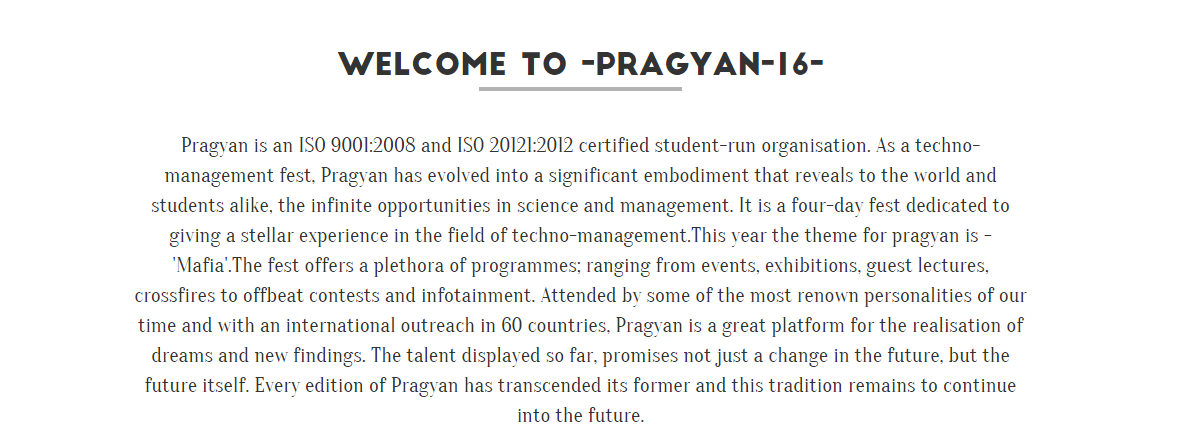 WELCOME TO -PRAGYAN-16-
Pragyan is an ISO 9001:2008 and ISO 20121:2012 certified student-run organisation. As a techno-
management fest, Pragyan has evolved into a significant embodiment that reveals to the world and
students alike, the infinite opportunities in science and management. It is a four-day fest dedicated to
giving a stellar experience in the field of techno-management.This year the theme for pragyan is -
'Mafia'.The fest offers a plethora of programmes; ranging from events, exhibitions, guest lectures,
crossfires to offbeat contests and infotainment. Attended by some of the most renown personalities of our
time and with an international outreach in 60 countries, Pragyan is a great platform for the realisation of
dreams and new findings. The talent displayed so far, promises not just a change in the future, but the
future itself. Every edition of Pragyan has transcended its former and this tradition remains to continue
into the future.